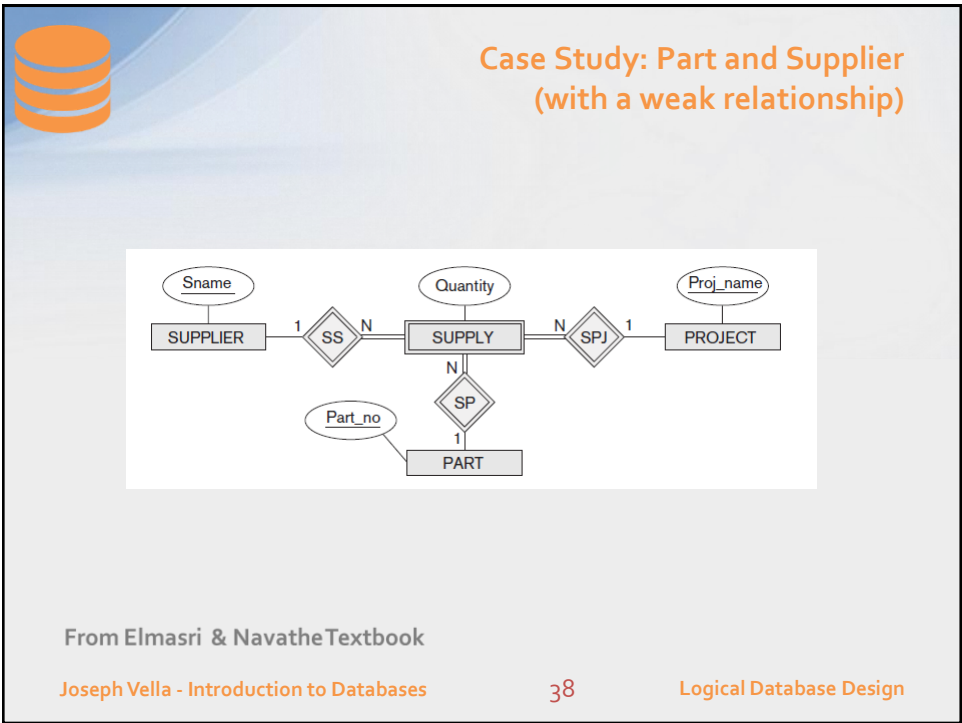 Case Study: Part and Supplier
(with a weak relationship)
Sname
Quantity
Proj_name
SUPPLIER
1
SS
N
SUPPLY
N
SPJ
1
PROJECT
N
SP
Part_no
1
PART
From Elmasri & Navathe Textbook
Joseph Vella - Introduction to Databases
38
Logical Database Design